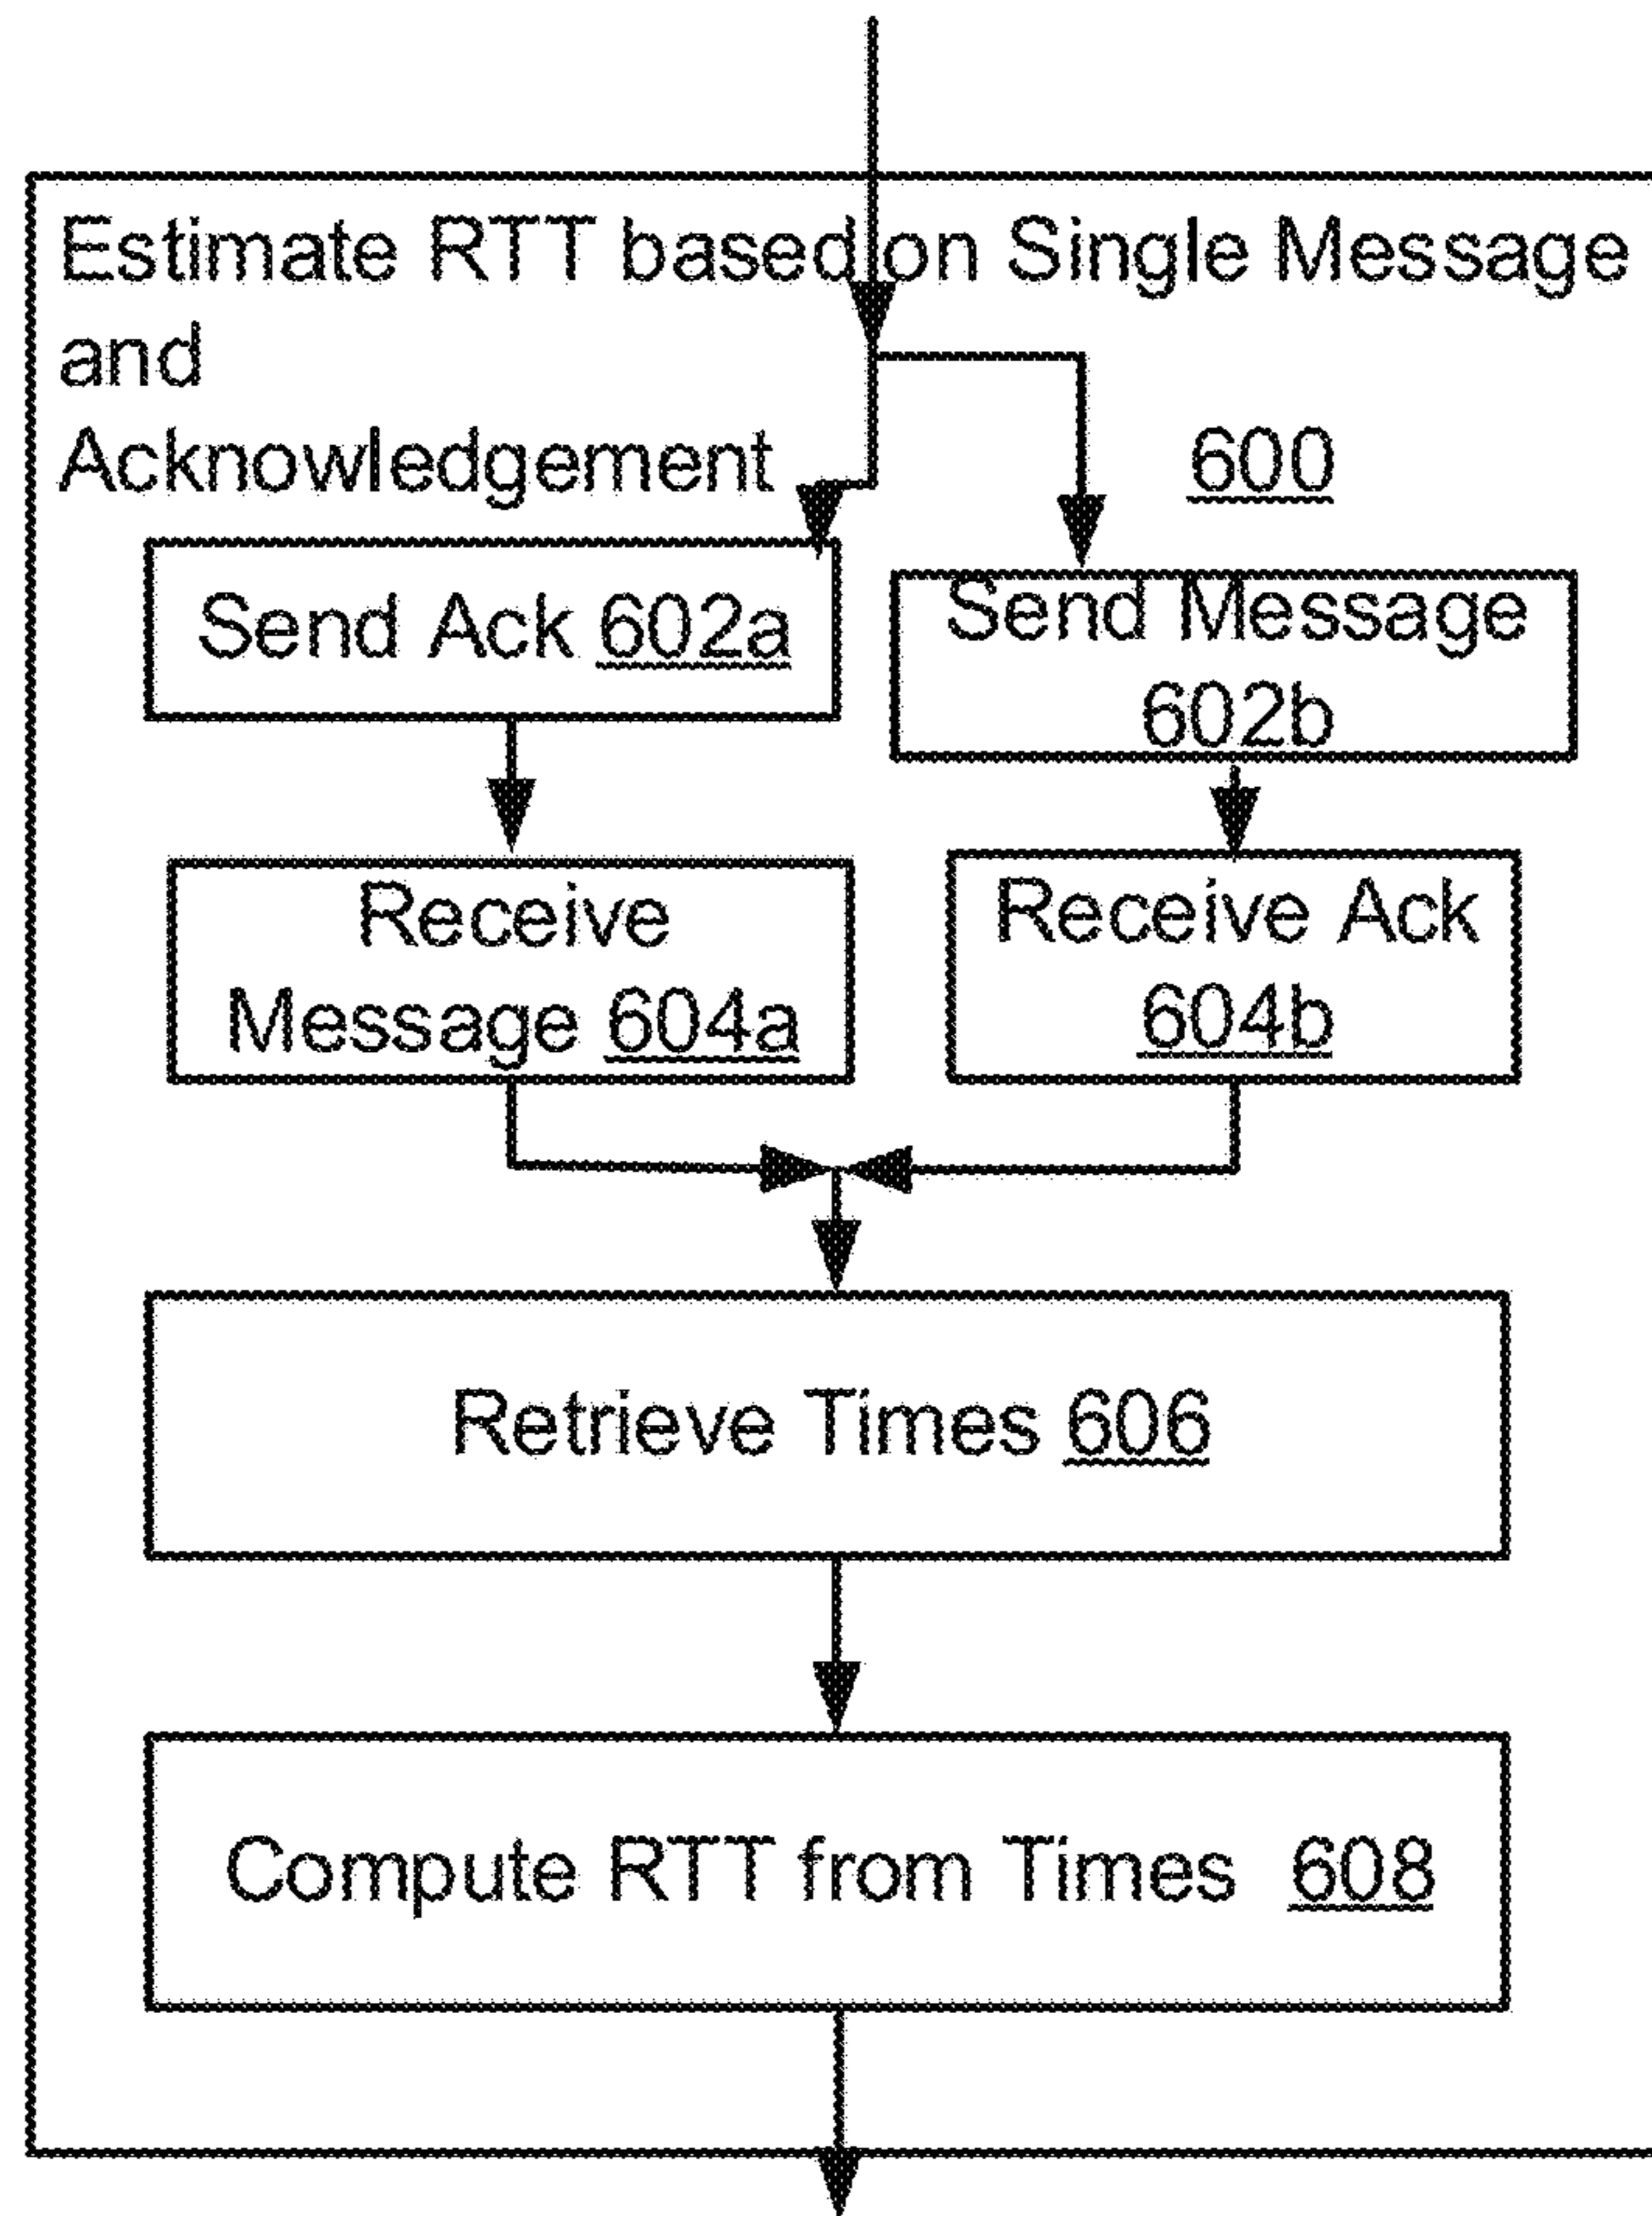 Estimate RTT based on Single Message
and
Acknowledgement
600
Send Ack 602a
Send Message
602b
Receive
Message 604a
Receive Ack
604b
Retrieve Times 606
Compute RTT from Times 608